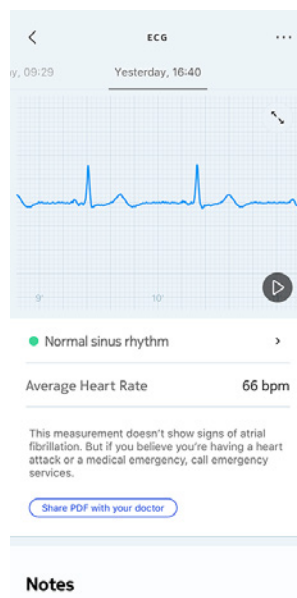 ECG
y, 09:29
Yesterday, 16:40
9"
10"
Normal sinus rhythm
Average Heart Rate 66 bpm
This measurement doesn't show signs of atrial
fibrillation. But if you believe you're having a heart
attack or a medical emergency, call emergency
services.
Share PDF with your doctor
Notes